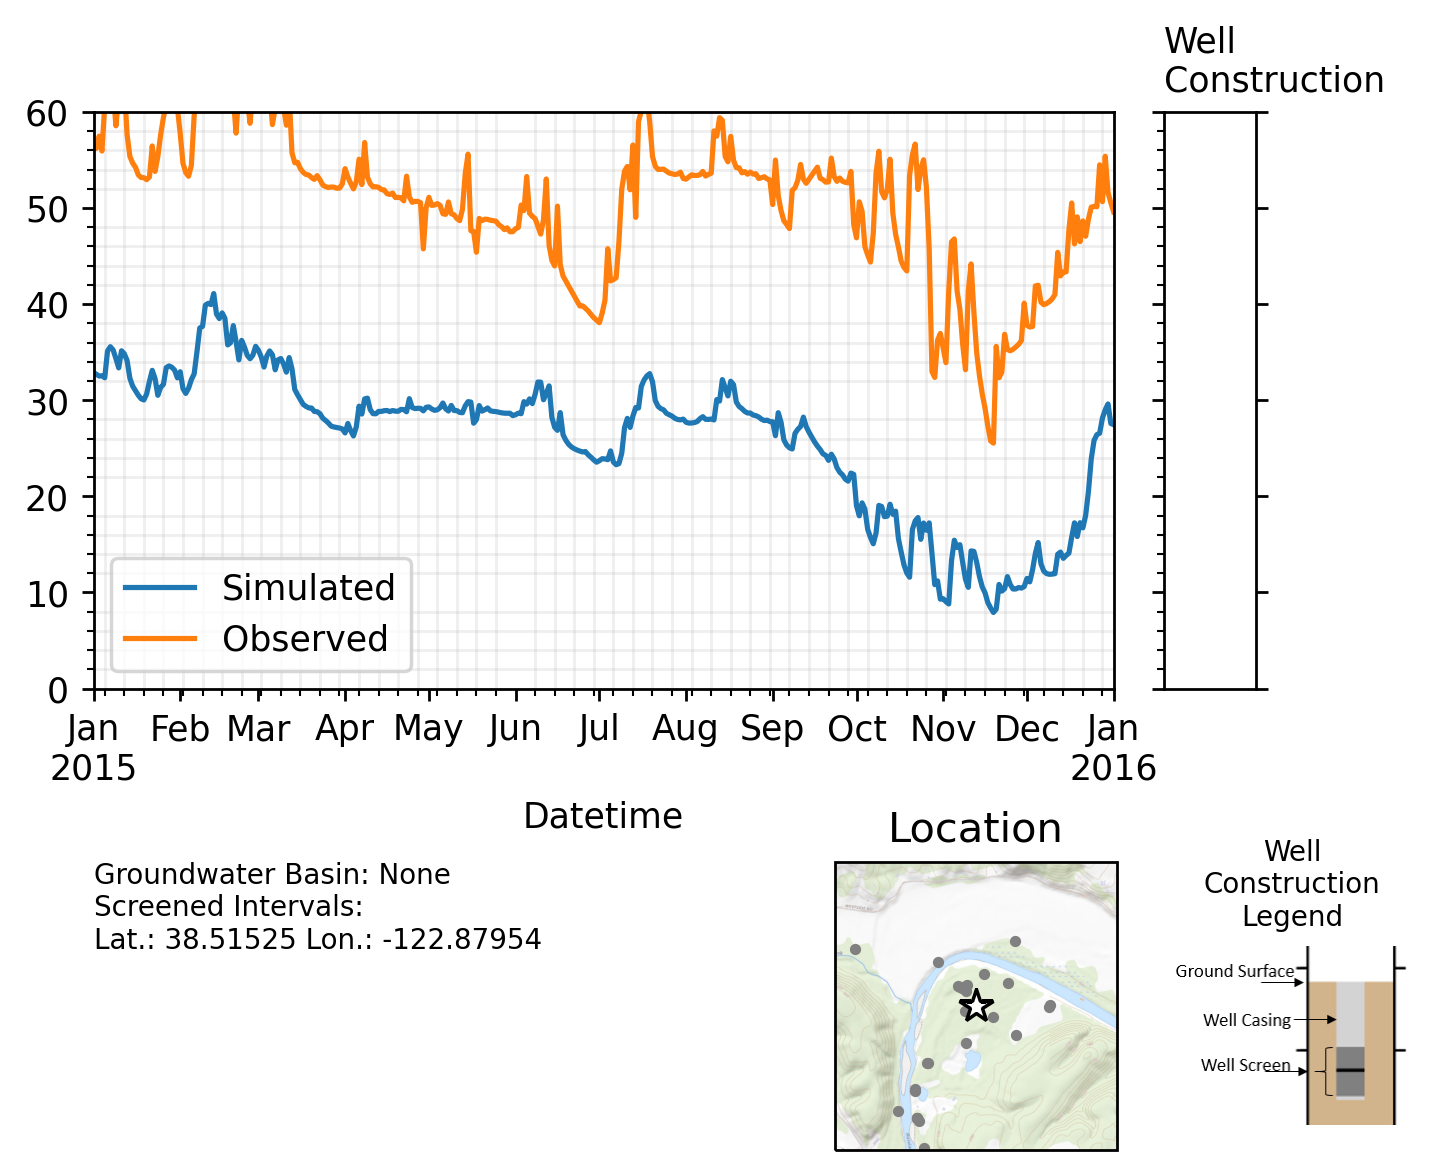 Well
Construction
60
50
40
30
20
10
0
Simulated
Observed
Jan Feb Mar Apr May Jun Jul Aug Sep Oct Nov Dec Jan
2015 2016
Datetime
Location
Groundwater Basin: None
Screened Intervals:
Lat.: 38.51525 Lon.: -122.87954
Well
Construction
Legend
Ground Surface
Well Casing
Well Screen